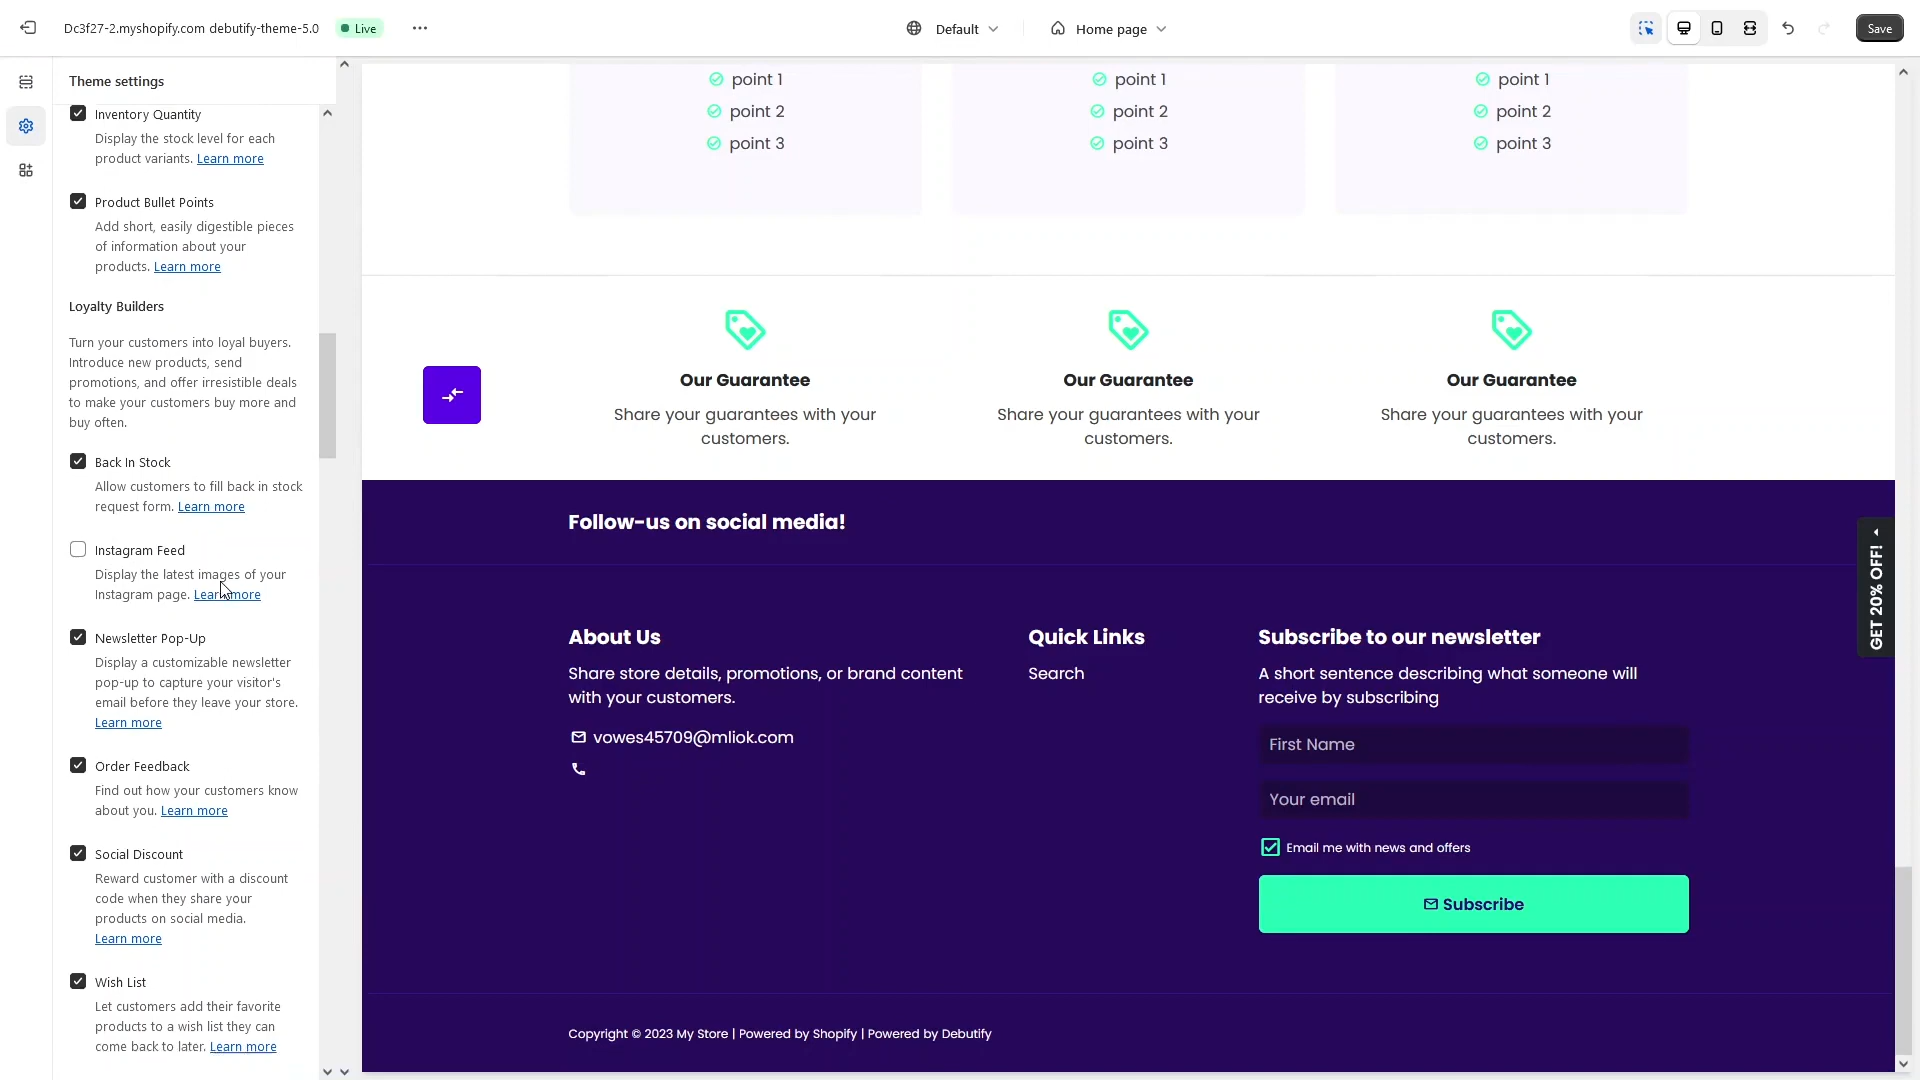 Dc3f27-2.myshopify.com debutify-theme-5.0 Live
Default
Home page
Save
Theme settings
Inventory Quantity
Display the stock level for each
product variants. Learn more
Product Bullet Points
Add short, easily digestible pieces
of information about your
products. Learn more
Loyalty Builders
Turn your customers into loyal buyers.
Introduce new products, send
promotions, and offer irresistible deals
to make your customers buy more and
buy often.
Back In Stock
Allow customers to fill back in stock
request form. Learn more
Instagram Feed
Display the latest images of your
Instagram page. Learn more
Newsletter Pop-Up
Display a customizable newsletter
pop-up to capture your visitor's
email before they leave your store.
Learn more
Order Feedback
Find out how your customers know
about you. Learn more
Social Discount
Reward customer with a discount
code when they share your
products on social media.
Learn more
Wish List
Let customers add their favorite
products to a wish list they can
come back to later. Learn more
point 1
point 2
point 3
point 1
point 2
point 3
point 1
point 2
point 3
Our Guarantee
Share your guarantees with your
customers.
Our Guarantee
Share your guarantees with your
customers.
Our Guarantee
Share your guarantees with your
customers.
Follow-us on social media!
About Us
Share store details, promotions, or brand content
with your customers.
vowes45709@mliok.com
Quick Links
Search
Subscribe to our newsletter
A short sentence describing what someone will
receive by subscribing
First Name
Your email
Email me with news and offers
Subscribe
GET 20% OFF!
Copyright © 2023 My Store | Powered by Shopify | Powered by Debutify